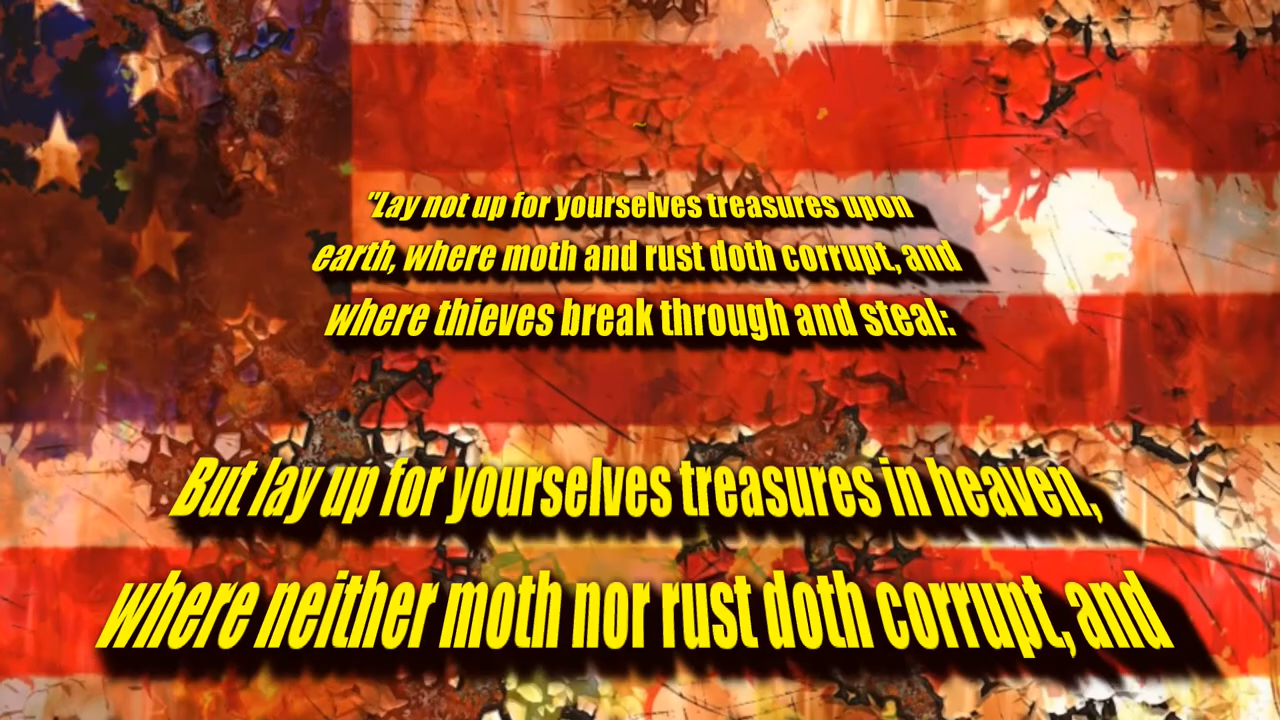 "Lay not up for yourselves treasures upon
earth, where moth and rust doth corrupt, and
where thieves break through and steal:
But lay up for yourselves treasures in heaven,
where neither moth nor rust doth corrupt, and